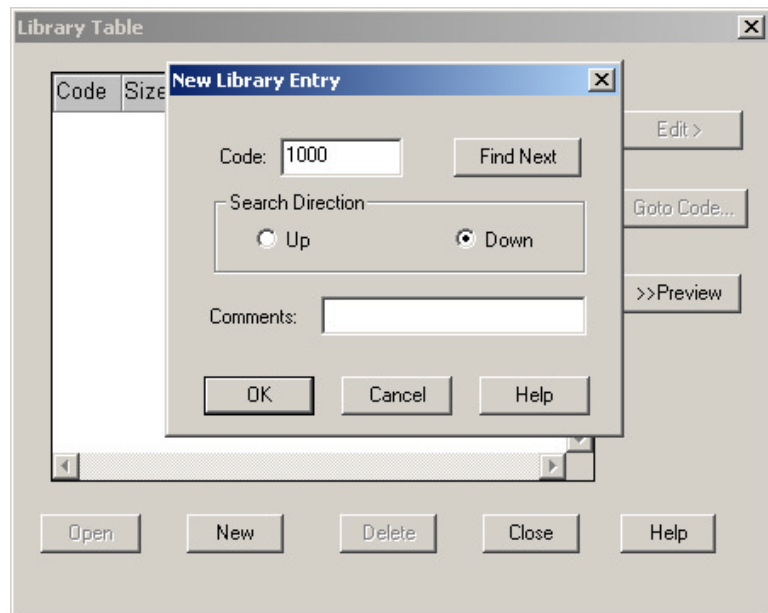 Library Table
New Library Entry
Code Size
Code: 1000 Find Next
Edit >
Search Direction
Up Down
Goto Code...
>>Preview
Comments:
OK Cancel Help
Open New Delete Close Help